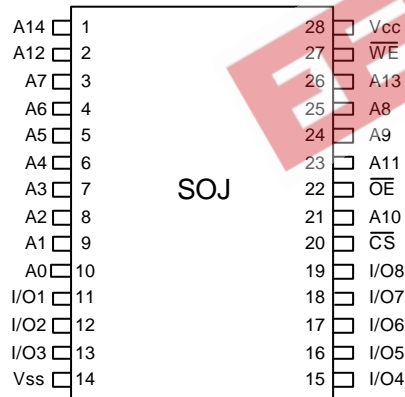 A14 1 28 Vcc
A12 2 27 WE
A7 3 26 A13
A6 4 25 A8
A5 5 24 A9
A4 6 23 A11
A3 7 SOJ 22 OE
A2 8 21 A10
A1 9 20 CS
A0 10 19 I/O8
I/O1 11 18 I/O7
I/O2 12 17 I/O6
I/O3 13 16 I/O5
Vss 14 15 I/O4